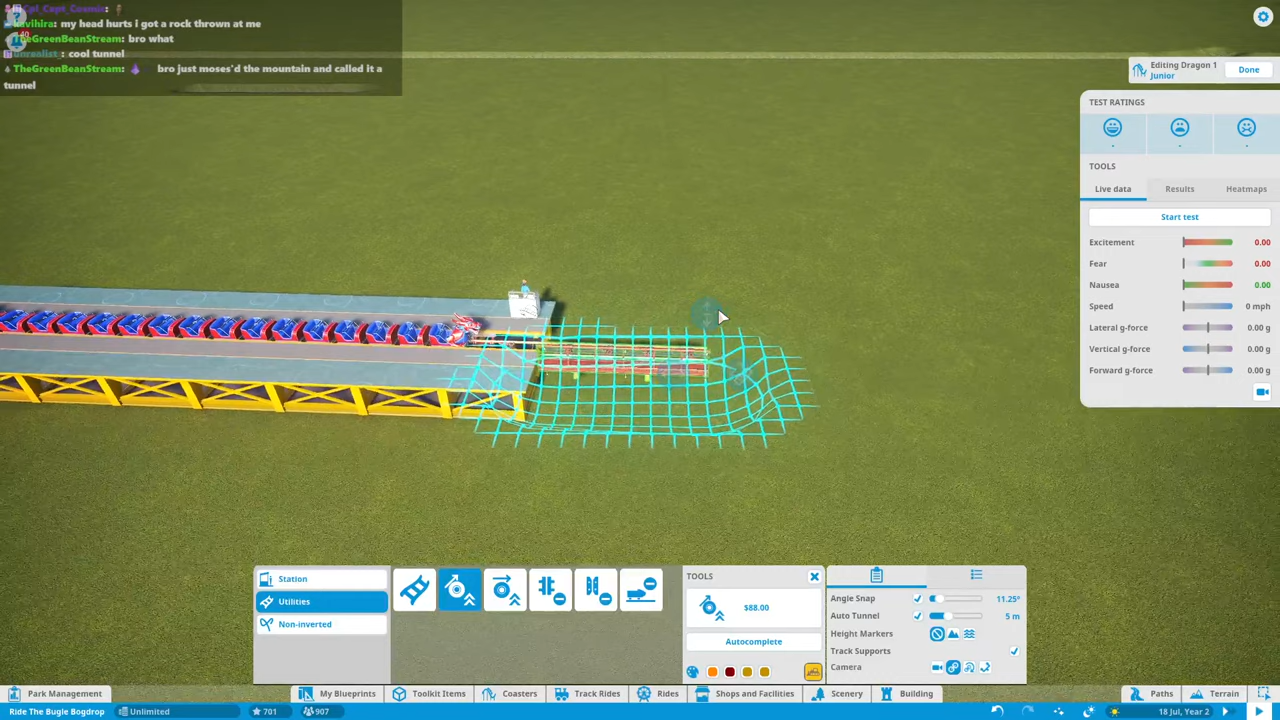 Cpl_Capt_Cosmic:
kavihira: my head hurts i got a rock thrown at me
TheGreenBeanStream: bro what
unrealist_: cool tunnel
TheGreenBeanStream: bro just moses'd the mountain and called it a
tunnel
40
Editing Dragon 1
Junior
Done
TEST RATINGS
- - -
TOOLS
Live data Results Heatmaps
Start test
Excitement 0.00
Fear 0.00
Nausea 0.00
Speed 0 mph
Lateral g-force 0.00 g
Vertical g-force 0.00 g
Forward g-force 0.00 g
Station
Utilities
Non-inverted
TOOLS
$88.00
Autocomplete
Angle Snap 11.25°
Auto Tunnel 5 m
Height Markers
Track Supports
Camera
Park Management My Blueprints Toolkit Items Coasters Track Rides Rides Shops and Facilities Scenery Building Paths Terrain
Ride The Bugle Bogdrop Unlimited 701 907 18 Jul, Year 2